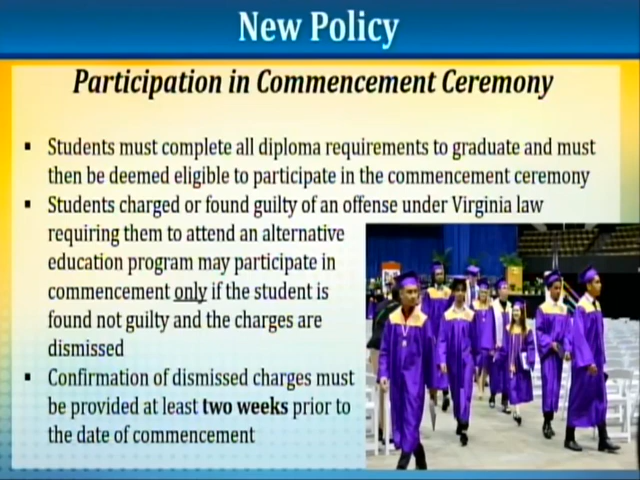 New Policy
Participation in Commencement Ceremony
▪ Students must complete all diploma requirements to graduate and must
then be deemed eligible to participate in the commencement ceremony
▪ Students charged or found guilty of an offense under Virginia law
requiring them to attend an alternative
education program may participate in
commencement only if the student is
found not guilty and the charges are
dismissed
▪ Confirmation of dismissed charges must
be provided at least two weeks prior to
the date of commencement